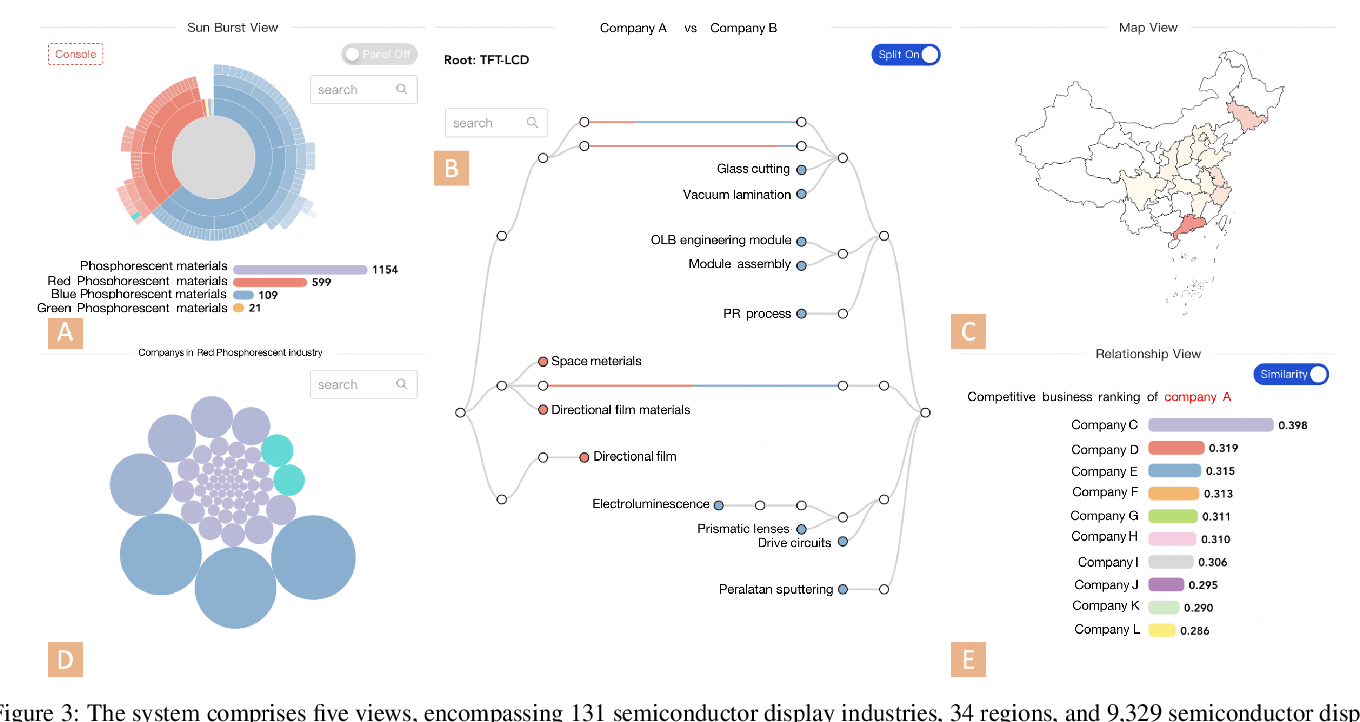 Sun Burst View
Console
Panel Off
search
Phosphorescent materials 1154
Red Phosphorescent materials 599
Blue Phosphorescent materials 109
Green Phosphorescent materials 21
A
Company A vs Company B
Root: TFT-LCD
Split On
search
B
Glass cutting
Vacuum lamination
OLB engineering module
Module assembly
PR process
Space meterials
Directional film materials
Directional film
Electroluminescence
Prismatic lenses
Drive circuits
Peralatan sputtering
Map View
C
Companys in Red Phosphorescent industry
search
D
Relationship View
Similarity
Competitive business ranking of company A
Company C 0.398
Company D 0.319
Company E 0.315
Company F 0.313
Company G 0.311
Company H 0.310
Company I 0.306
Company J 0.295
Company K 0.290
Company L 0.286
E
Figure 3: The system comprises five views, encompassing 131 semiconductor display industries, 34 regions, and 9,329 semiconductor disp